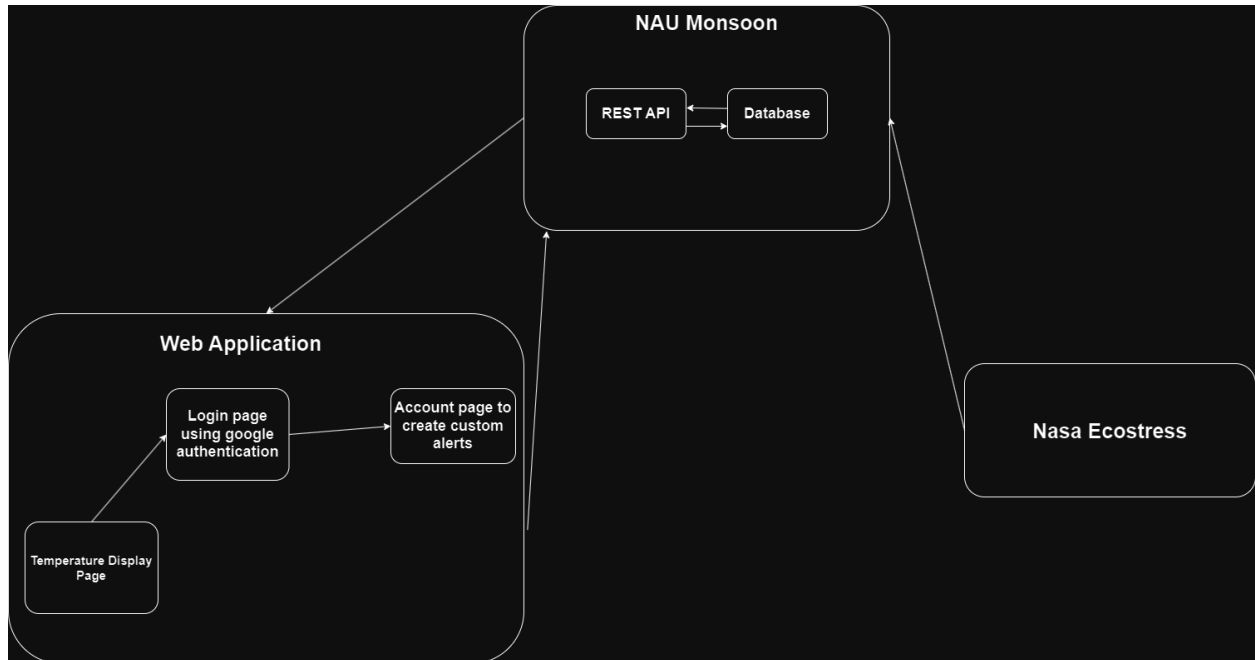 NAU Monsoon
REST API
Database
Web Application
Login page
using google
authentication
Account page to
create custom
alerts
Temperature Display
Page
Nasa Ecostress